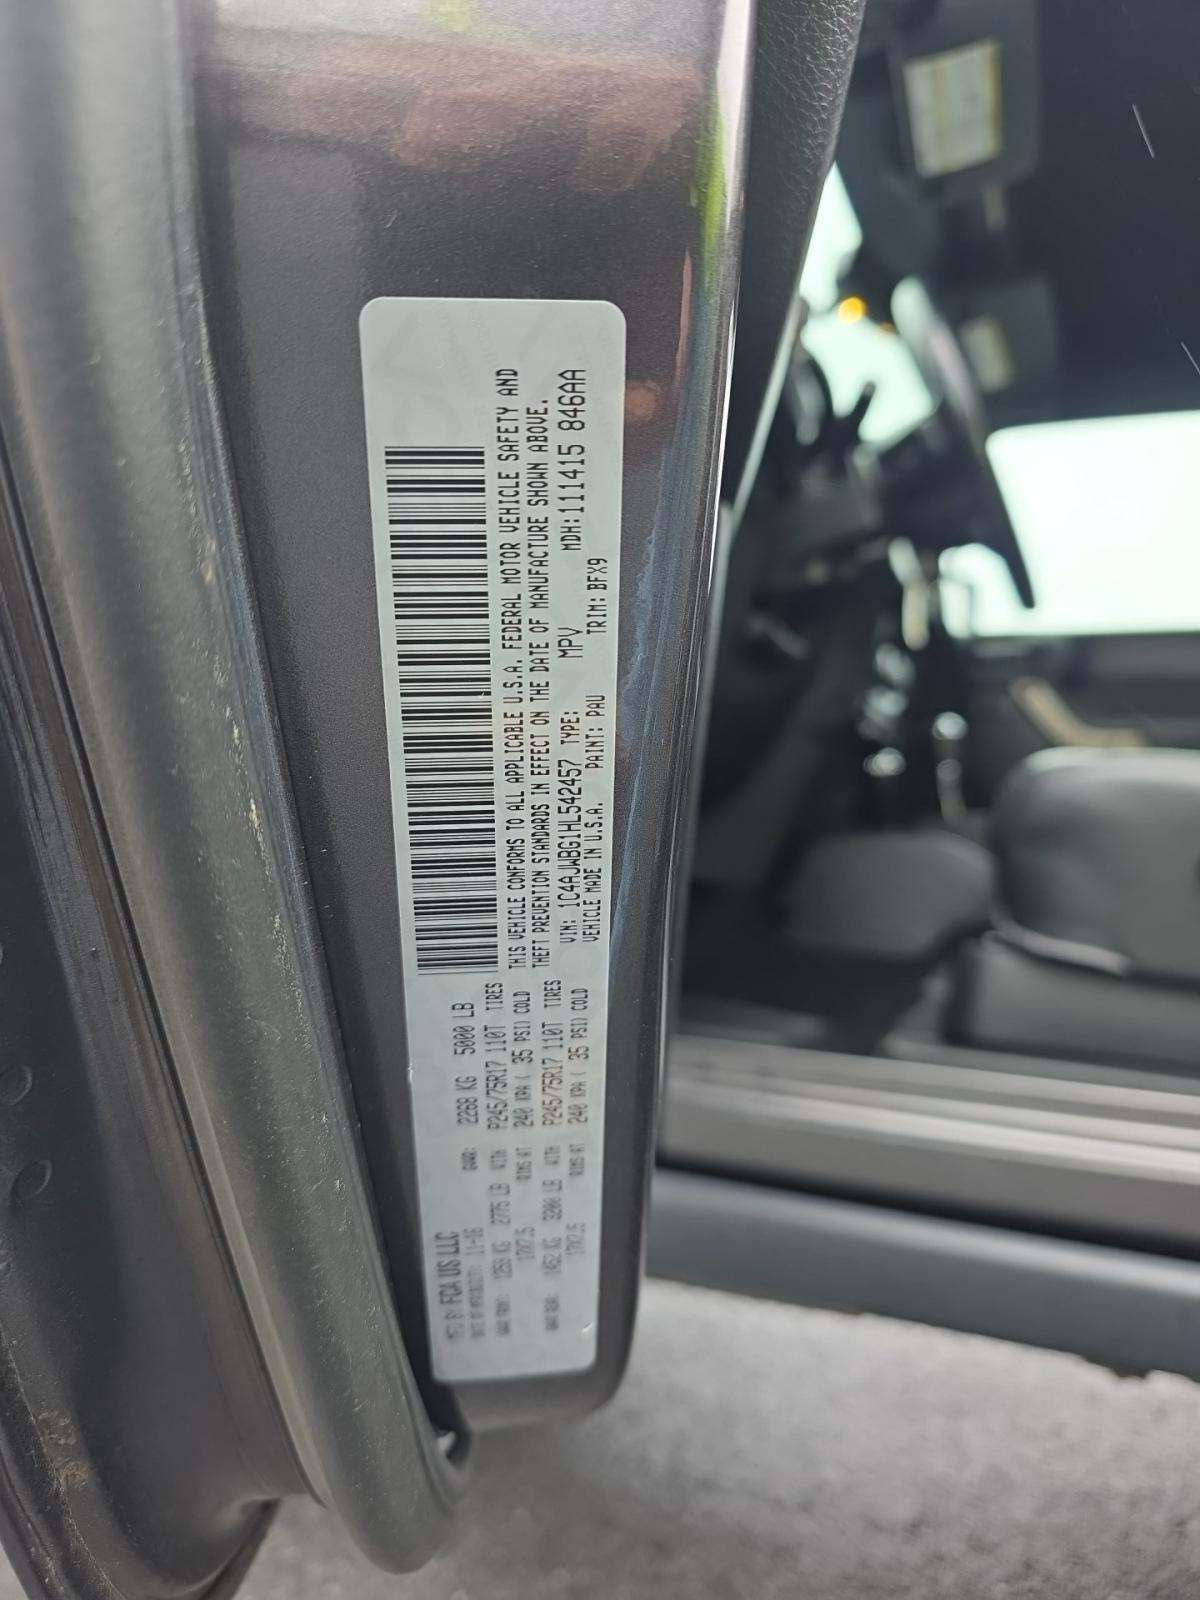 MFD BY FCA US LLC
DATE OF MFR 11-16 GVWR: 2268 KG 5000 LB
GAWR FRONT: 1258 KG 2775 LB WITH P245/75R17 110T TIRES
17X7.5 RIMS AT 240 KPA ( 35 PSI) COLD
GAWR REAR: 1452 KG 3200 LB WITH P245/75R17 110T TIRES
17X7.5 RIMS AT 240 KPA ( 35 PSI) COLD
THIS VEHICLE CONFORMS TO ALL APPLICABLE U.S.A. FEDERAL MOTOR VEHICLE SAFETY AND
THEFT PREVENTION STANDARDS IN EFFECT ON THE DATE OF MANUFACTURE SHOWN ABOVE.
VIN: 1C4AJWBG1HL542457 TYPE: MPV MDH:111415 846AA
VEHICLE MADE IN U.S.A. PAINT: PAU TRIM: BFX9